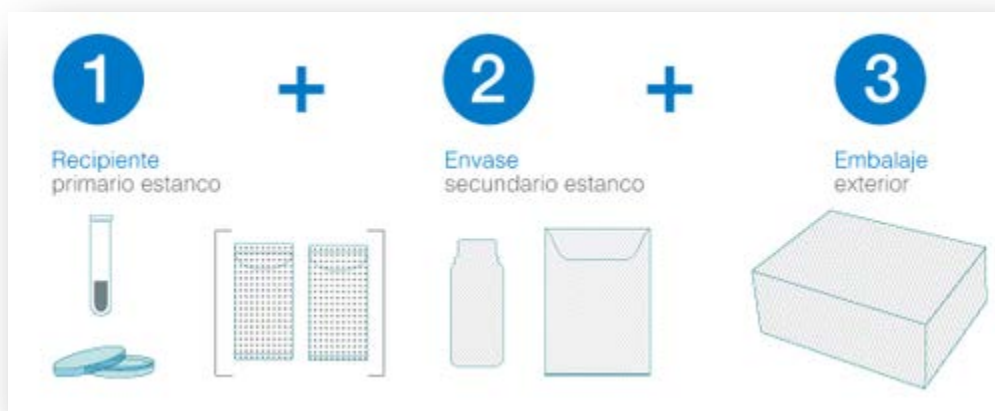 1 + 2 + 3
Recipiente
primario estanco
Envase
secundario estanco
Embalaje
exterior